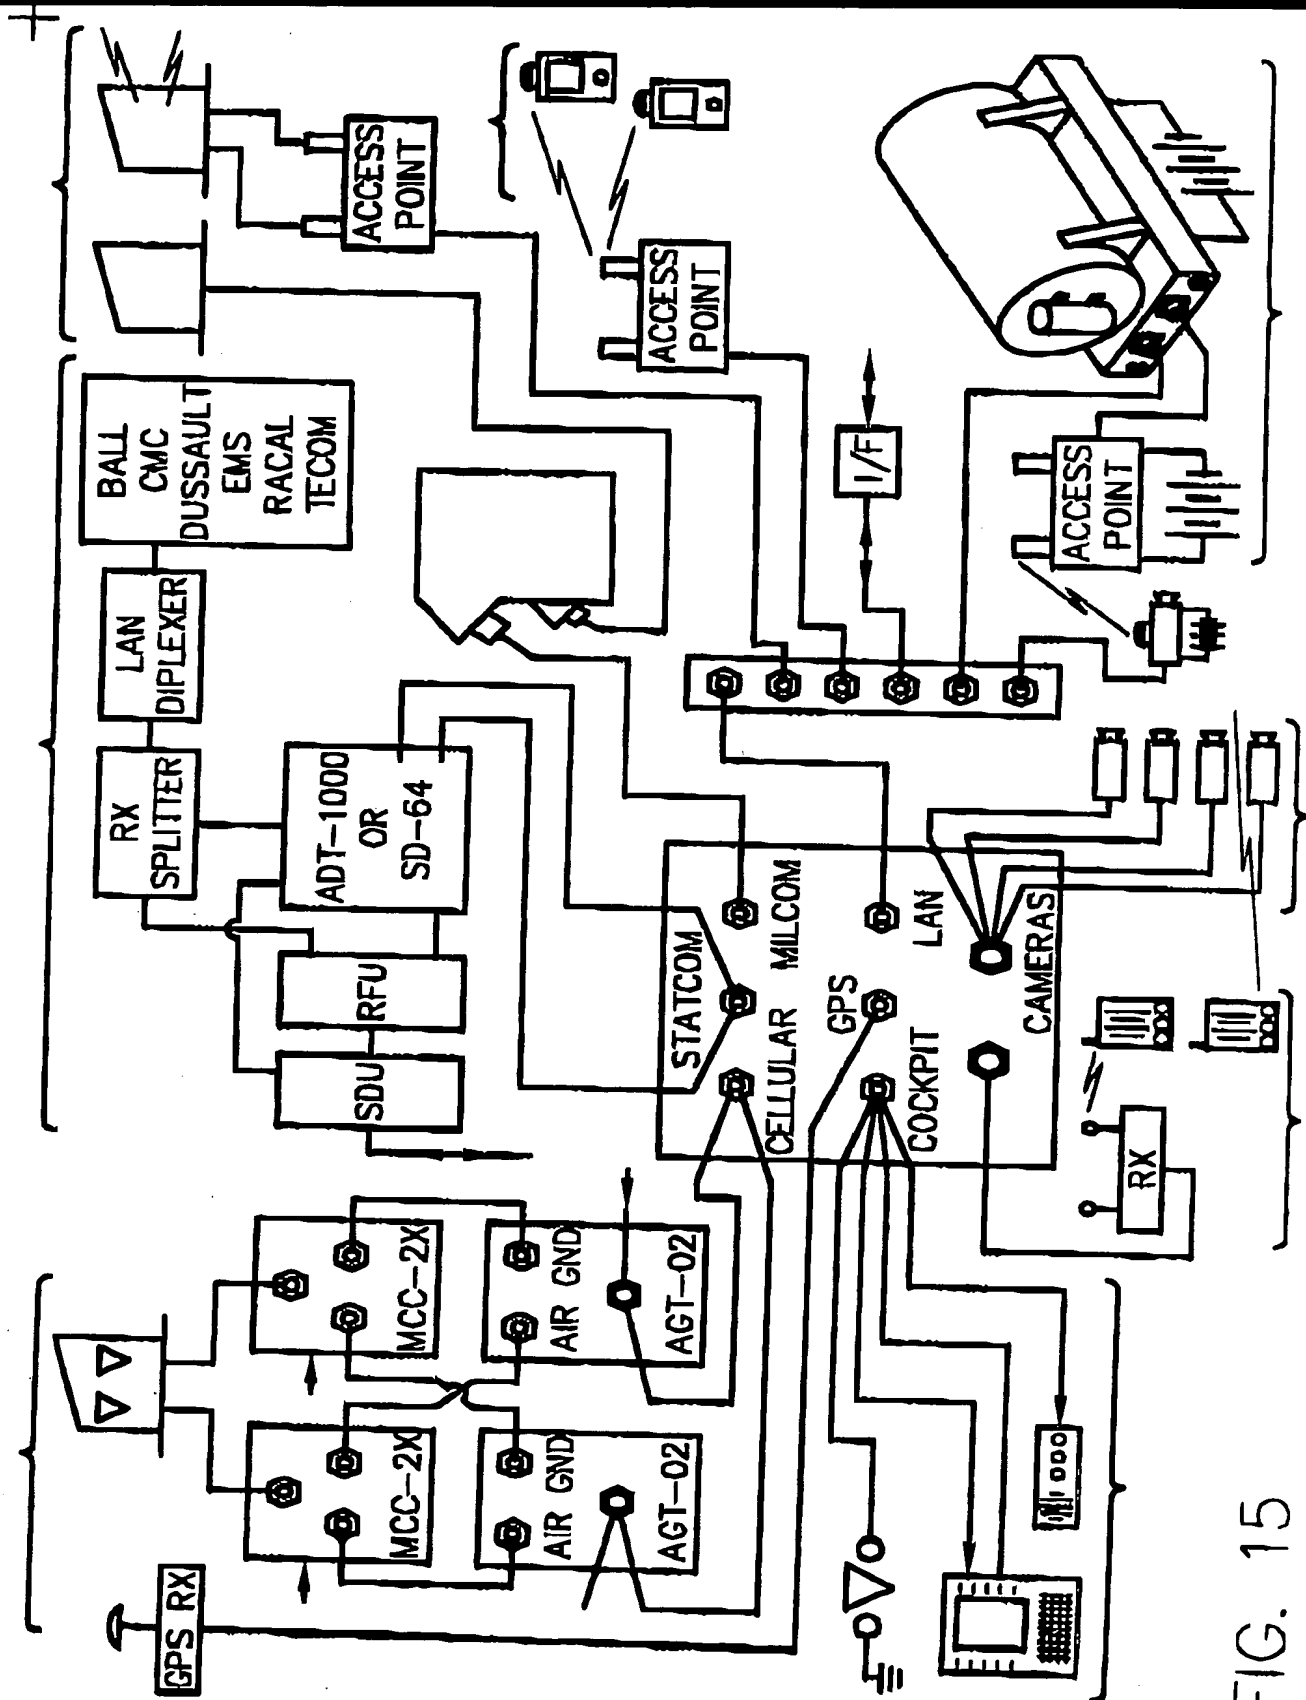 ACCESS
POINT
BALL
CMC
DUSSAULT
EMS
RACAL
TECOM
LAN
DIPLEXER
RX
SPLITTER
ADT-1000
OR
SD-64
RFU
SDU
ACCESS
POINT
I/F
ACCESS
POINT
STATCOM
MILCOM
CELLULAR
GPS
LAN
COCKPIT
CAMERAS
RX
MCC-2X
AIR GND
AGT-02
MCC-2X
AIR GND
AGT-02
GPS RX
FIG. 15